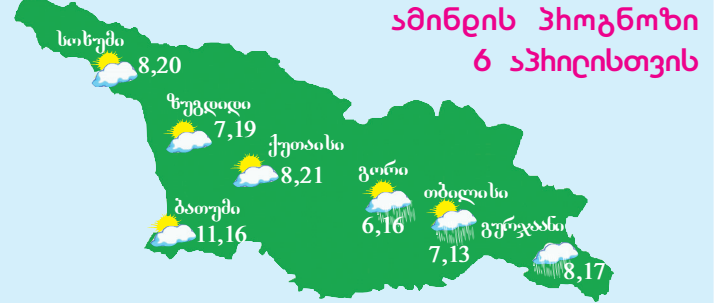 ამინდის პროგნოზი
6 აპრილისთვის
სოხუმი
8,20
ზუგდიდი
7,19
ქუთაისი
8,21
გორი
6,16
თბილისი
7,13
ბათუმი
11,16
გურჯაანი
8,17